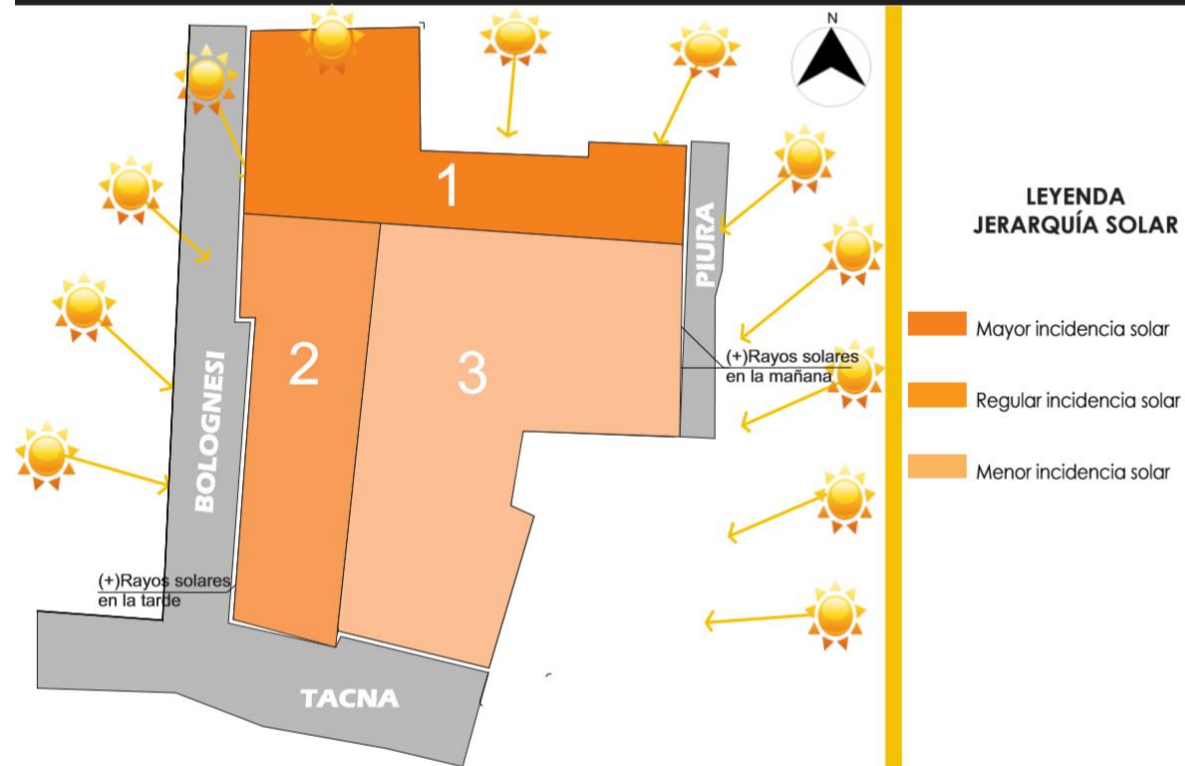 N
1
2
3
BOLOGNESI
PIURA
TACNA
(+)Rayos solares
en la mañana
(+)Rayos solares
en la tarde
LEYENDA
JERARQUÍA SOLAR
Mayor incidencia solar
Regular incidencia solar
Menor incidencia solar